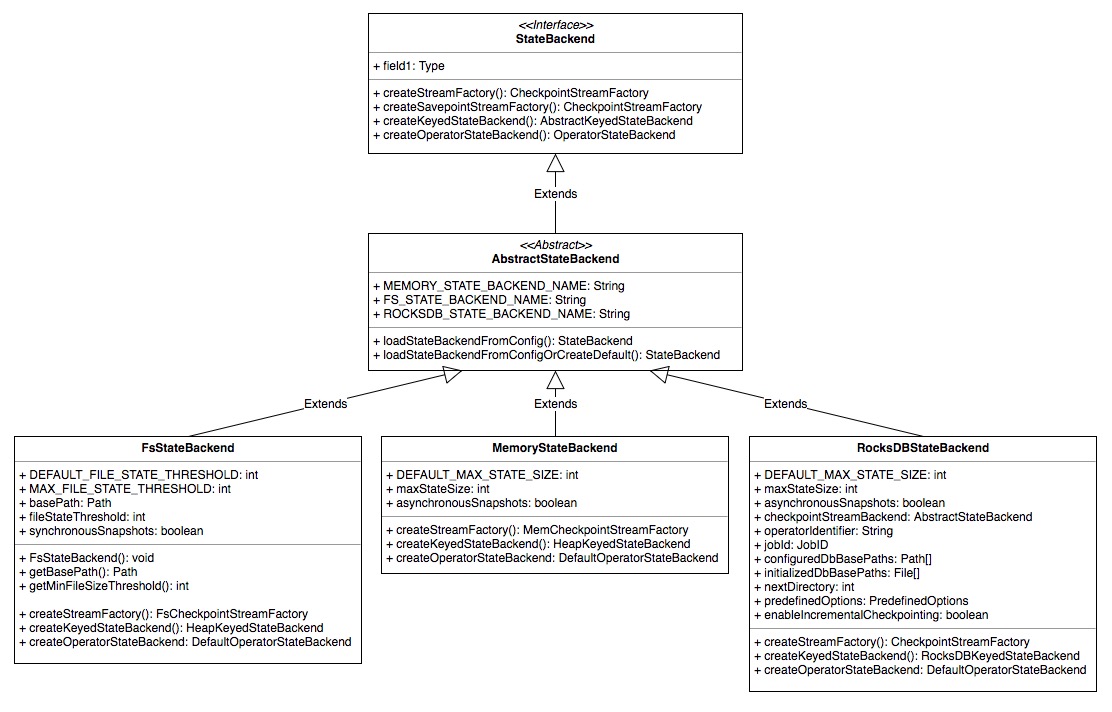 <<Interface>>
StateBackend
+ field1: Type
+ createStreamFactory(): CheckpointStreamFactory
+ createSavepointStreamFactory(): CheckpointStreamFactory
+ createKeyedStateBackend(): AbstractKeyedStateBackend
+ createOperatorStateBackend(): OperatorStateBackend
Extends
<<Abstract>>
AbstractStateBackend
+ MEMORY_STATE_BACKEND_NAME: String
+ FS_STATE_BACKEND_NAME: String
+ ROCKSDB_STATE_BACKEND_NAME: String
+ loadStateBackendFromConfig(): StateBackend
+ loadStateBackendFromConfigOrCreateDefault(): StateBackend
Extends
Extends
Extends
FsStateBackend
+ DEFAULT_FILE_STATE_THRESHOLD: int
+ MAX_FILE_STATE_THRESHOLD: int
+ basePath: Path
+ fileStateThreshold: int
+ synchronousSnapshots: boolean
+ FsStateBackend(): void
+ getBasePath(): Path
+ getMinFileSizeThreshold(): int
+ createStreamFactory(): FsCheckpointStreamFactory
+ createKeyedStateBackend(): HeapKeyedStateBackend
+ createOperatorStateBackend: DefaultOperatorStateBackend
MemoryStateBackend
+ DEFAULT_MAX_STATE_SIZE: int
+ maxStateSize: int
+ asynchronousSnapshots: boolean
+ createStreamFactory(): MemCheckpointStreamFactory
+ createKeyedStateBackend(): HeapKeyedStateBackend
+ createOperatorStateBackend: DefaultOperatorStateBackend
RocksDBStateBackend
+ DEFAULT_MAX_STATE_SIZE: int
+ maxStateSize: int
+ asynchronousSnapshots: boolean
+ checkpointStreamBackend: AbstractStateBackend
+ operatorIdentifier: String
+ jobId: JobID
+ configuredDbBasePaths: Path[]
+ initializedDbBasePaths: File[]
+ nextDirectory: int
+ predefinedOptions: PredefinedOptions
+ enableIncrementalCheckpointing: boolean
+ createStreamFactory(): CheckpointStreamFactory
+ createKeyedStateBackend(): RocksDBKeyedStateBackend
+ createOperatorStateBackend: DefaultOperatorStateBackend